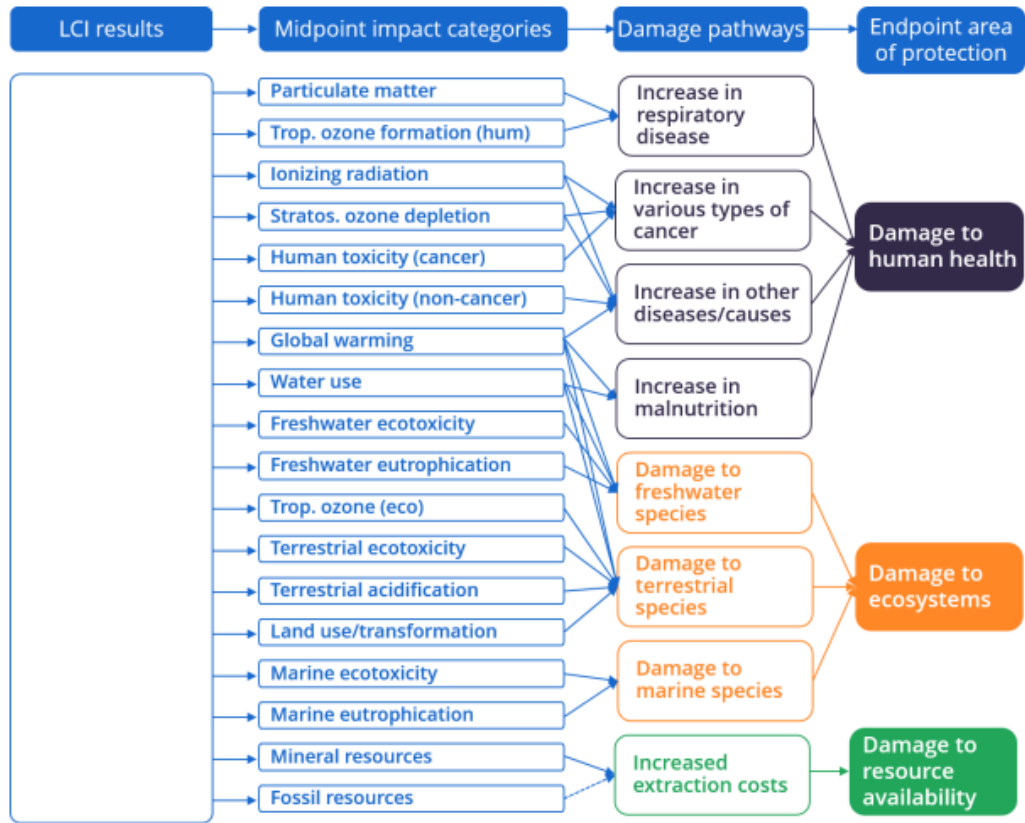 LCI results
Midpoint impact categories
Damage pathways
Endpoint area
of protection
Particulate matter
Trop. ozone formation (hum)
Ionizing radiation
Stratos. ozone depletion
Human toxicity (cancer)
Human toxicity (non-cancer)
Global warming
Water use
Freshwater ecotoxicity
Freshwater eutrophication
Trop. ozone (eco)
Terrestrial ecotoxicity
Terrestrial acidification
Land use/transformation
Marine ecotoxicity
Marine eutrophication
Mineral resources
Fossil resources
Increase in
respiratory
disease
Increase in
various types of
cancer
Increase in other
diseases/causes
Increase in
malnutrition
Damage to
freshwater
species
Damage to
terrestrial
species
Damage to
marine species
Increased
extraction costs
Damage to
human health
Damage to
ecosystems
Damage to
resource
availability